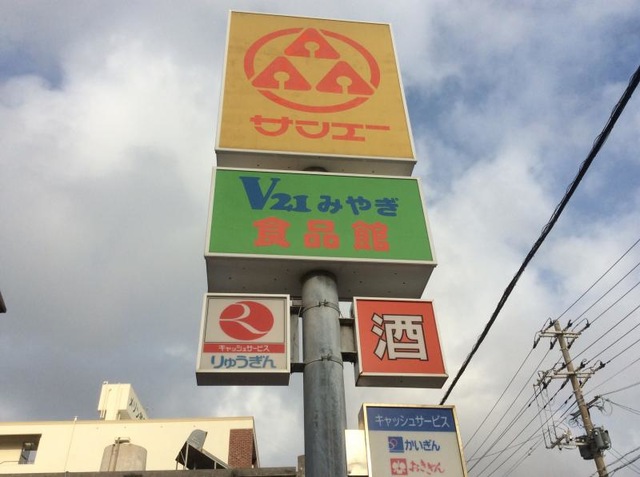 サンエー
V21みやぎ
食品館
キャッシュサービス
りゅうぎん
酒
キャッシュサービス
かいぎん
おきぎん